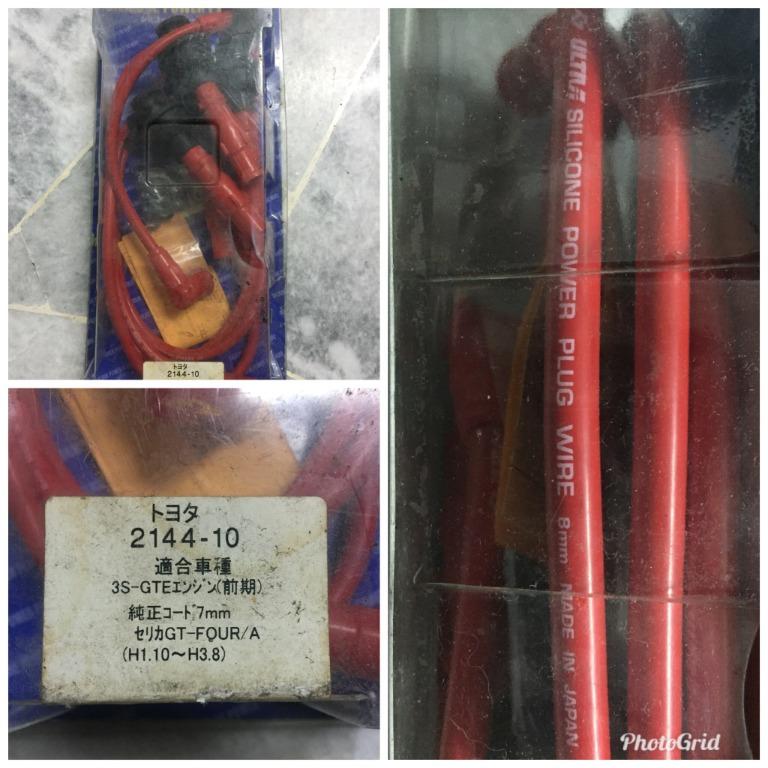 トヨタ
2144-10
トヨタ
2144-10
適合車種
3S-GTEエンジン(前期)
純正コード7mm
セリカGT-FOUR/A
(H1.10〜H3.8)
ULTRA SILICONE POWER PLUG WIRE 8mm MADE IN JAPAN
PhotoGrid